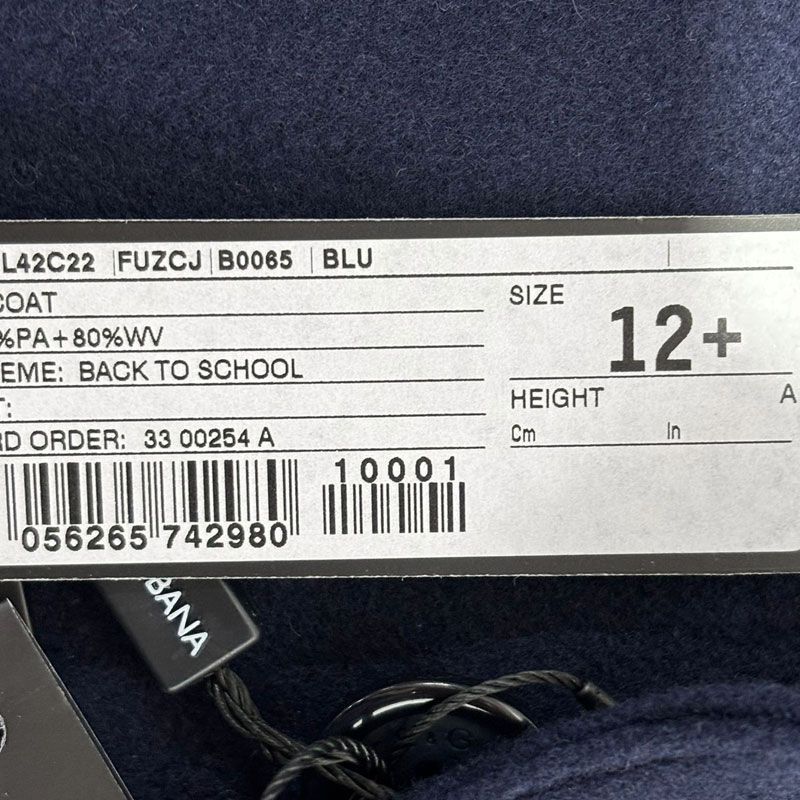 L42C22 | FUZCJ | B0065 | BLU
COAT
%PA+80%WV
EME: BACK TO SCHOOL
T:
RD ORDER: 33 00254 A
SIZE
12+
HEIGHT A
Cm In
10001
056265 742980
BANA